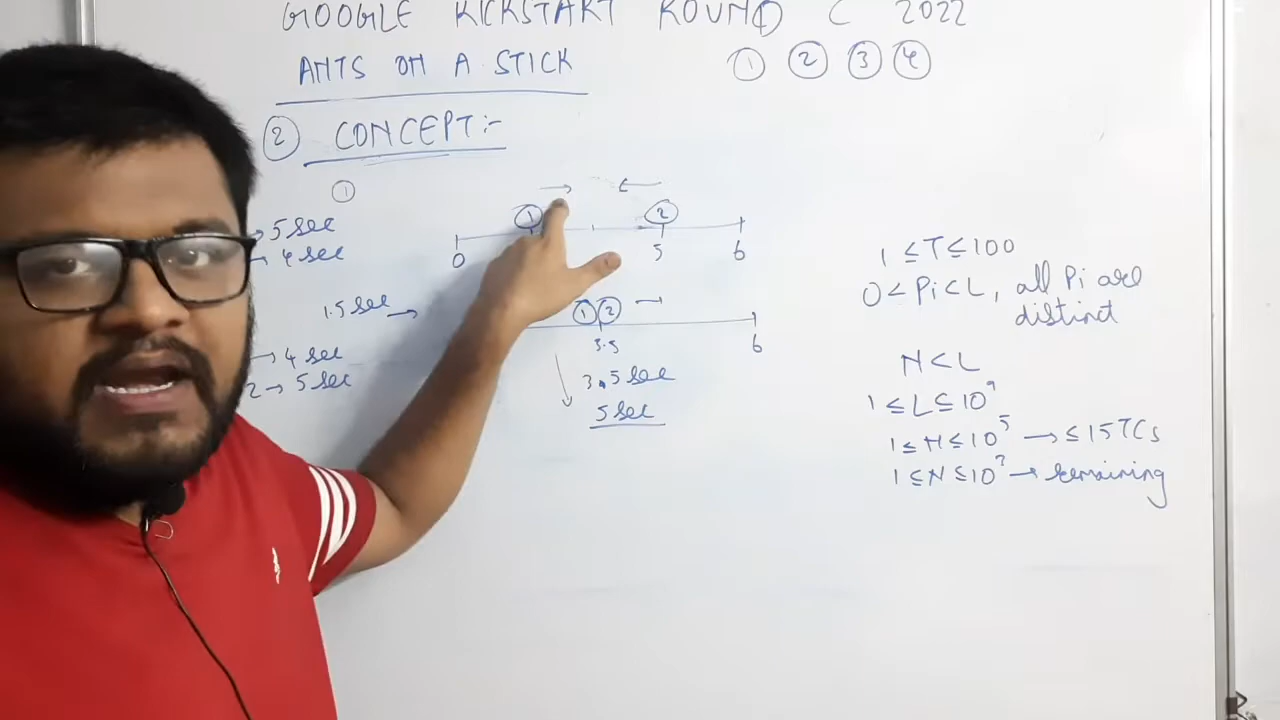 GOOGLE KICKSTART ROUND C 2022
ANTS ON A STICK
① ② ③ ④
② CONCEPT:-
①
→ 5 sec
→ 4 sec
① ②
0 5 6
1.5 sec →
① ② →
3.5 6
→ 4 sec
2 → 5 sec
3.5 sec
5 sec
1 ≤ T ≤ 100
0 < Pi < L, all Pi are
distinct
N < L
1 ≤ L ≤ 10⁹
1 ≤ N ≤ 10⁵ → ≤ 15 TCs
1 ≤ N ≤ 10² → remaining